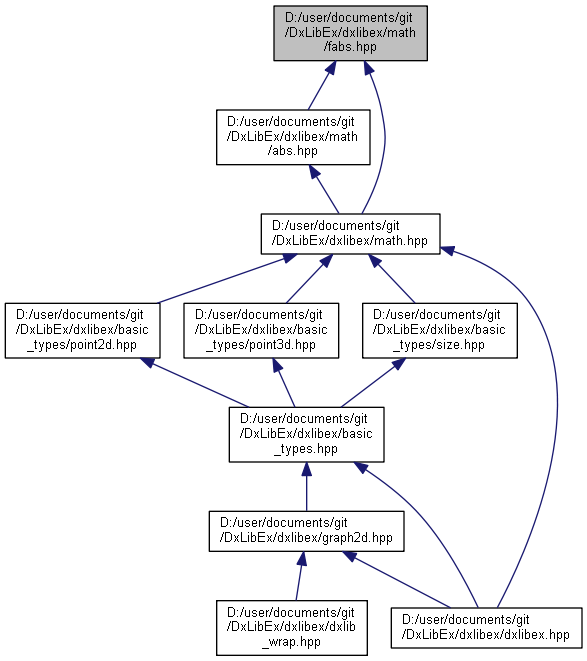 D:/user/documents/git
/DxLibEx/dxlibex/math
/fabs.hpp
D:/user/documents/git
/DxLibEx/dxlibex/math
/abs.hpp
D:/user/documents/git
/DxLibEx/dxlibex/math.hpp
D:/user/documents/git
/DxLibEx/dxlibex/basic
_types/point2d.hpp
D:/user/documents/git
/DxLibEx/dxlibex/basic
_types/point3d.hpp
D:/user/documents/git
/DxLibEx/dxlibex/basic
_types/size.hpp
D:/user/documents/git
/DxLibEx/dxlibex/basic
_types.hpp
D:/user/documents/git
/DxLibEx/dxlibex/graph2d.hpp
D:/user/documents/git
/DxLibEx/dxlibex/dxlib
_wrap.hpp
D:/user/documents/git
/DxLibEx/dxlibex/dxlibex.hpp